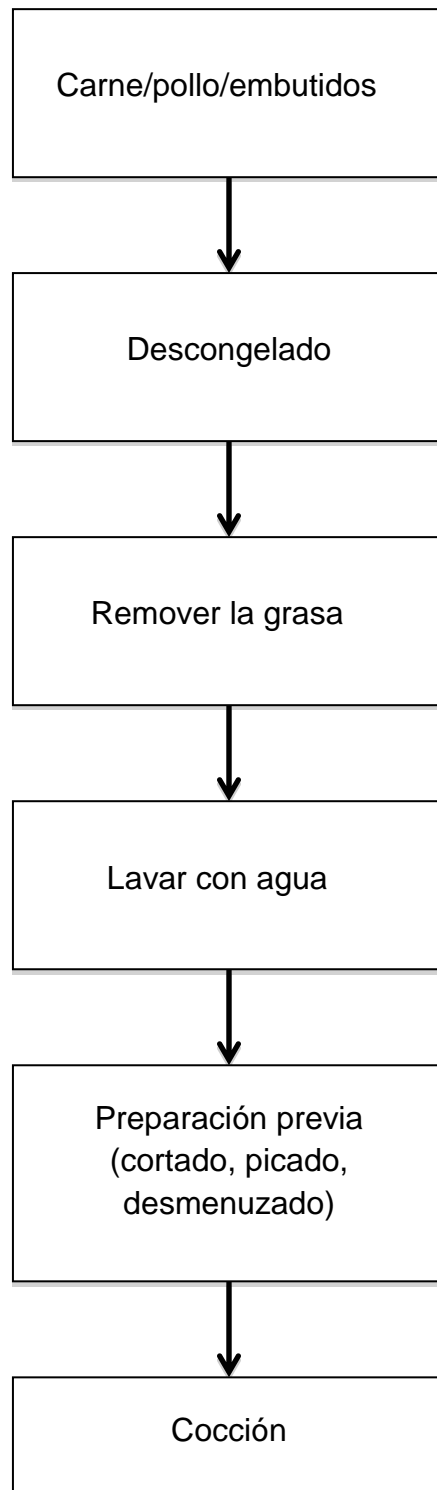 Carne/pollo/embutidos
Descongelado
Remover la grasa
Lavar con agua
Preparación previa
(cortado, picado,
desmenuzado)
Cocción